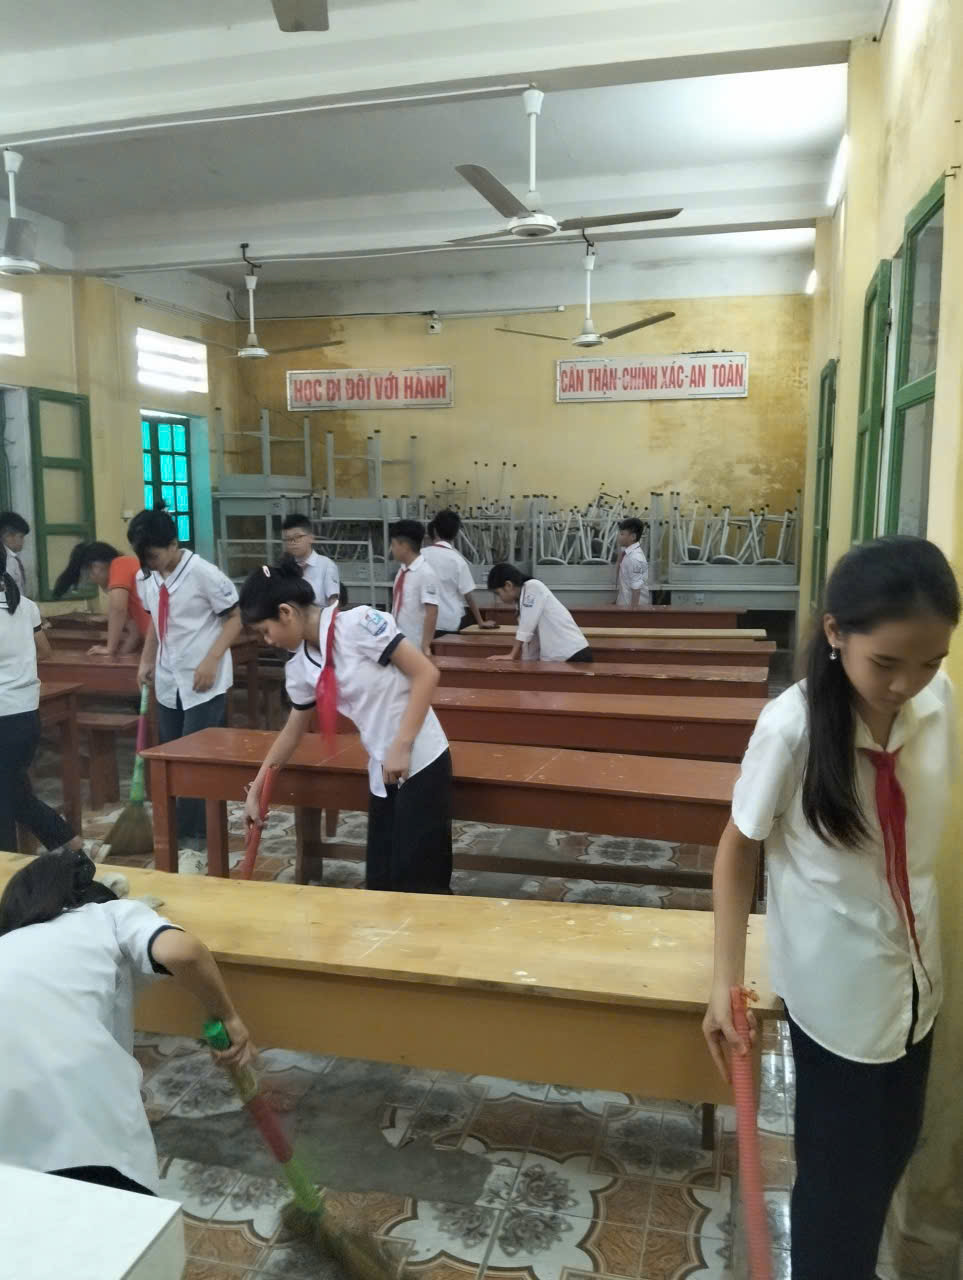 HỌC ĐI ĐÔI VỚI HÀNH
CẨN THẬN-CHÍNH XÁC-AN TOÀN